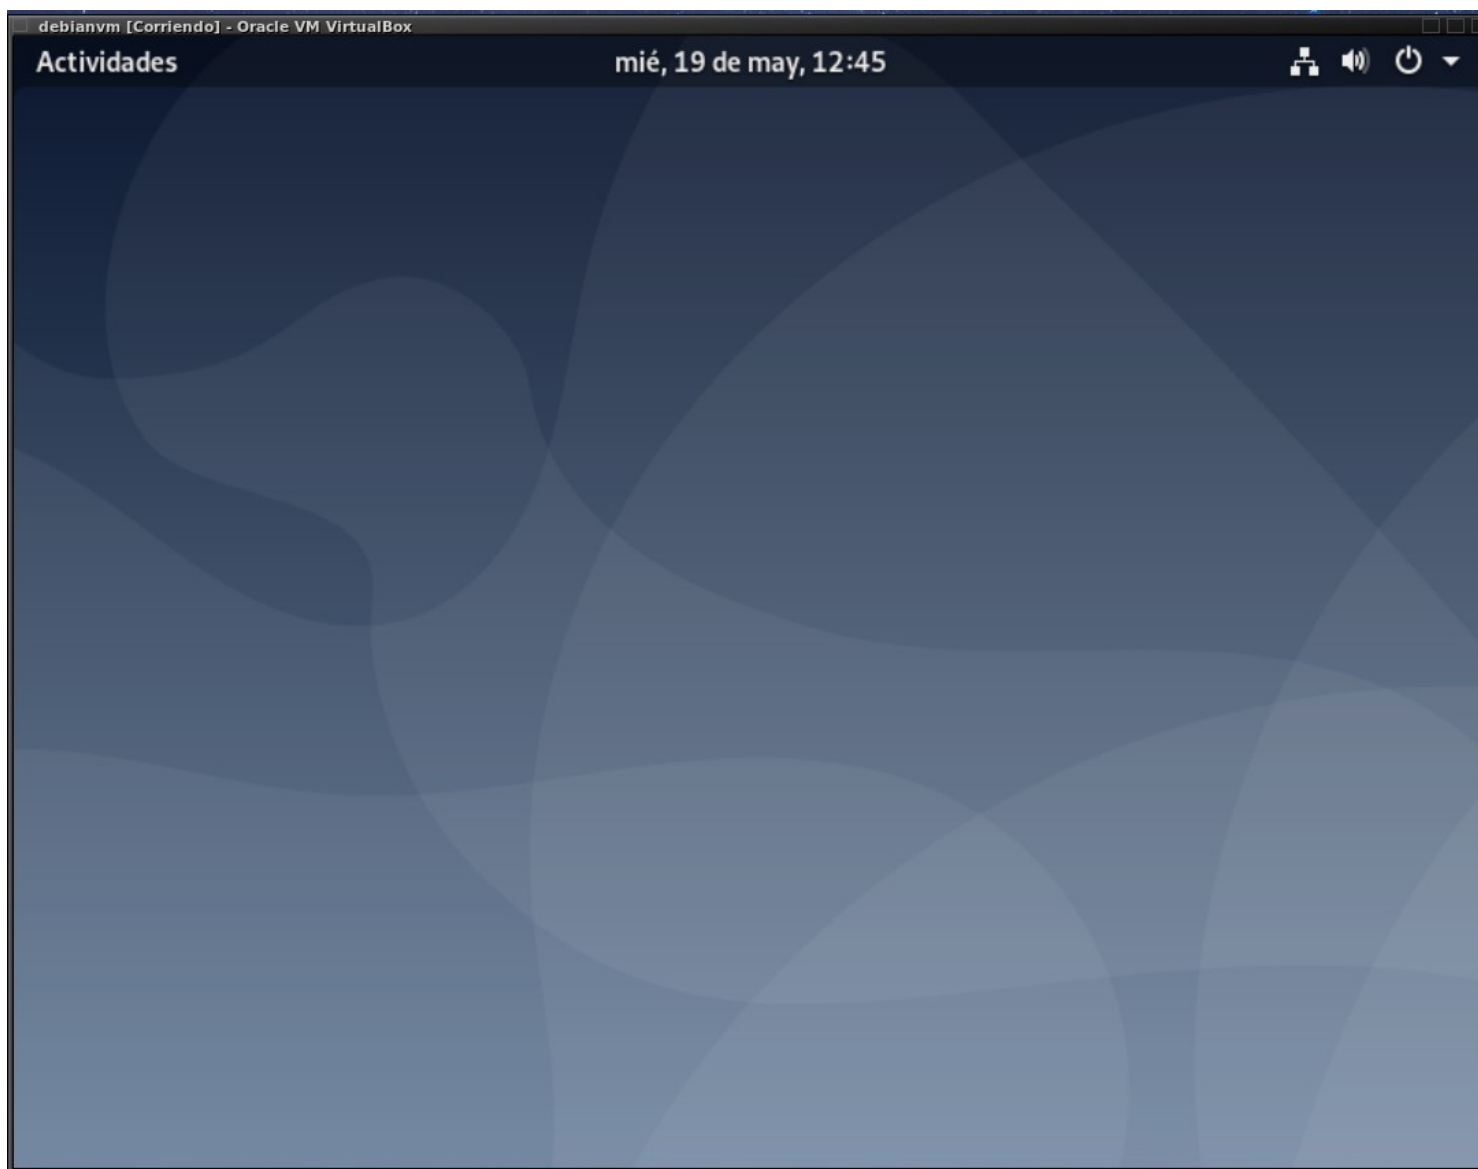 debianvm [Corriendo] - Oracle VM VirtualBox
Actividades mié, 19 de may, 12:45